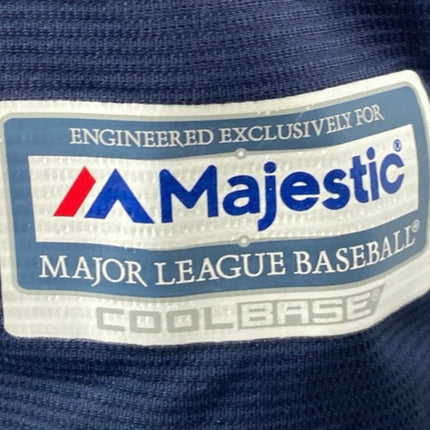 ENGINEERED EXCLUSIVELY FOR
Majestic®
MAJOR LEAGUE BASEBALL®
COOLBASE®